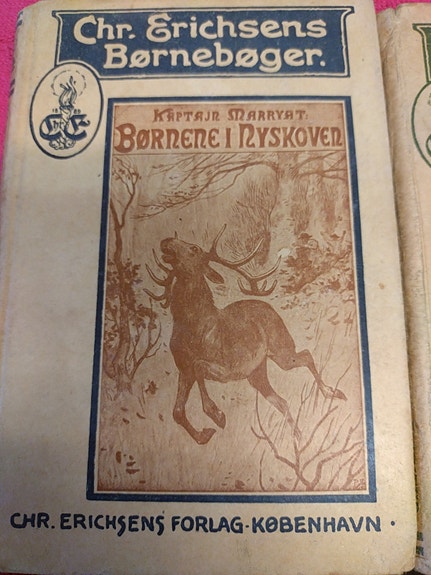 Chr. Erichsens
Børnebøger.
KAPTAJN MARRYAT
BØRNENE I NYSKOVEN
CHR. ERICHSENS FORLAG · KØBENHAVN ·